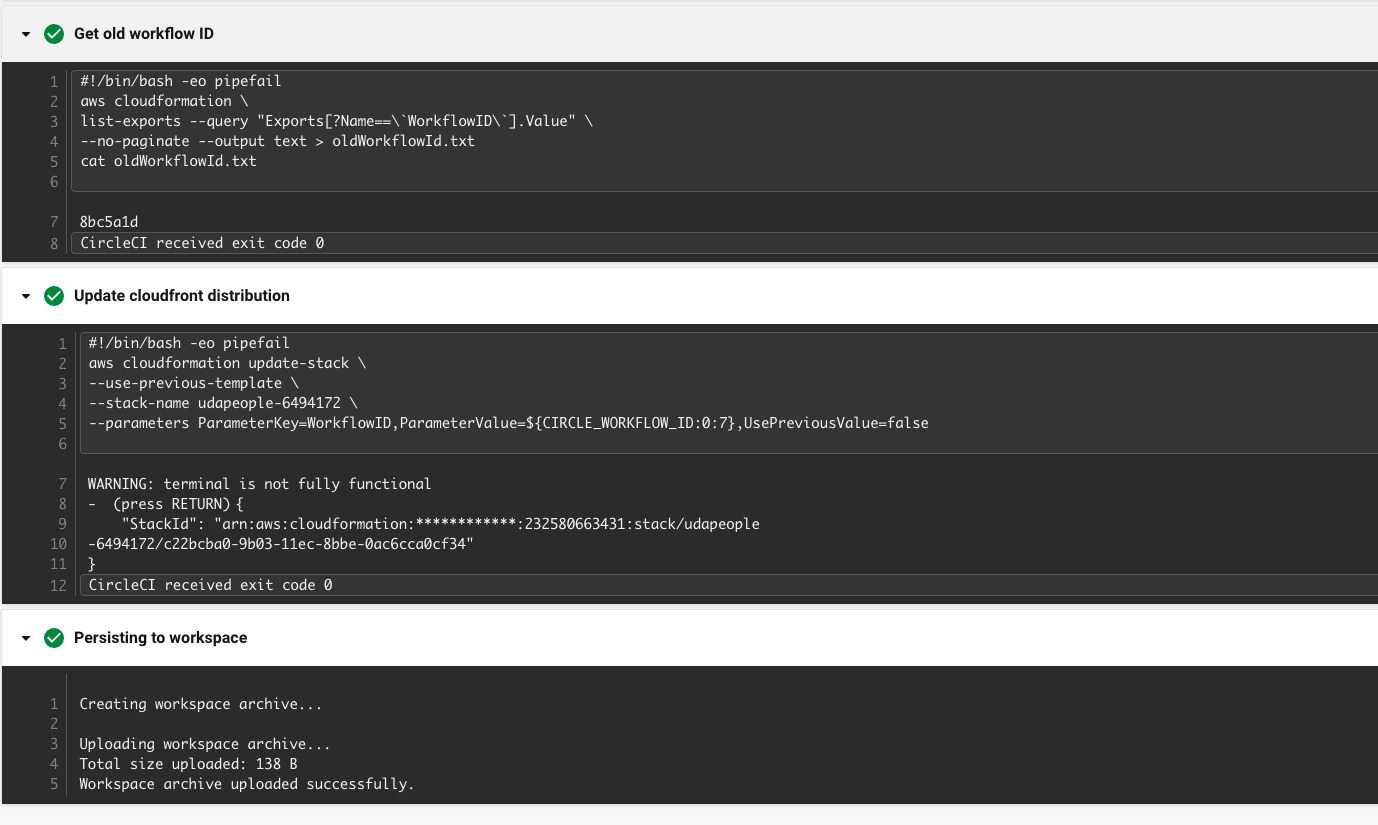 Get old workflow ID
1 #!/bin/bash -eo pipefail
2 aws cloudformation \
3 list-exports --query "Exports[?Name==\`WorkflowID\`].Value" \
4 --no-paginate --output text > oldWorkflowId.txt
5 cat oldWorkflowId.txt
6
7 8bc5a1d
8 CircleCI received exit code 0
Update cloudfront distribution
1 #!/bin/bash -eo pipefail
2 aws cloudformation update-stack \
3 --use-previous-template \
4 --stack-name udapeople-6494172 \
5 --parameters ParameterKey=WorkflowID,ParameterValue=${CIRCLE_WORKFLOW_ID:0:7},UsePreviousValue=false
6
7 WARNING: terminal is not fully functional
8 -  (press RETURN) {
9     "StackId": "arn:aws:cloudformation:************:232580663431:stack/udapeople
10 -6494172/c22bcba0-9b03-11ec-8bbe-0ac6cca0cf34"
11 }
12 CircleCI received exit code 0
Persisting to workspace
1 Creating workspace archive...
2
3 Uploading workspace archive...
4 Total size uploaded: 138 B
5 Workspace archive uploaded successfully.